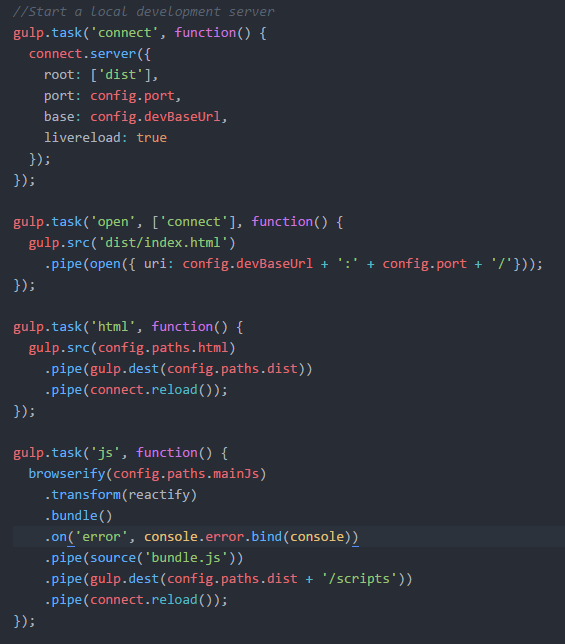 //Start a local development server
gulp.task('connect', function() {
  connect.server({
    root: ['dist'],
    port: config.port,
    base: config.devBaseUrl,
    livereload: true
  });
});

gulp.task('open', ['connect'], function() {
  gulp.src('dist/index.html')
    .pipe(open({ uri: config.devBaseUrl + ':' + config.port + '/'}));
});

gulp.task('html', function() {
  gulp.src(config.paths.html)
    .pipe(gulp.dest(config.paths.dist))
    .pipe(connect.reload());
});

gulp.task('js', function() {
  browserify(config.paths.mainJs)
    .transform(reactify)
    .bundle()
    .on('error', console.error.bind(console))
    .pipe(source('bundle.js'))
    .pipe(gulp.dest(config.paths.dist + '/scripts'))
    .pipe(connect.reload());
});